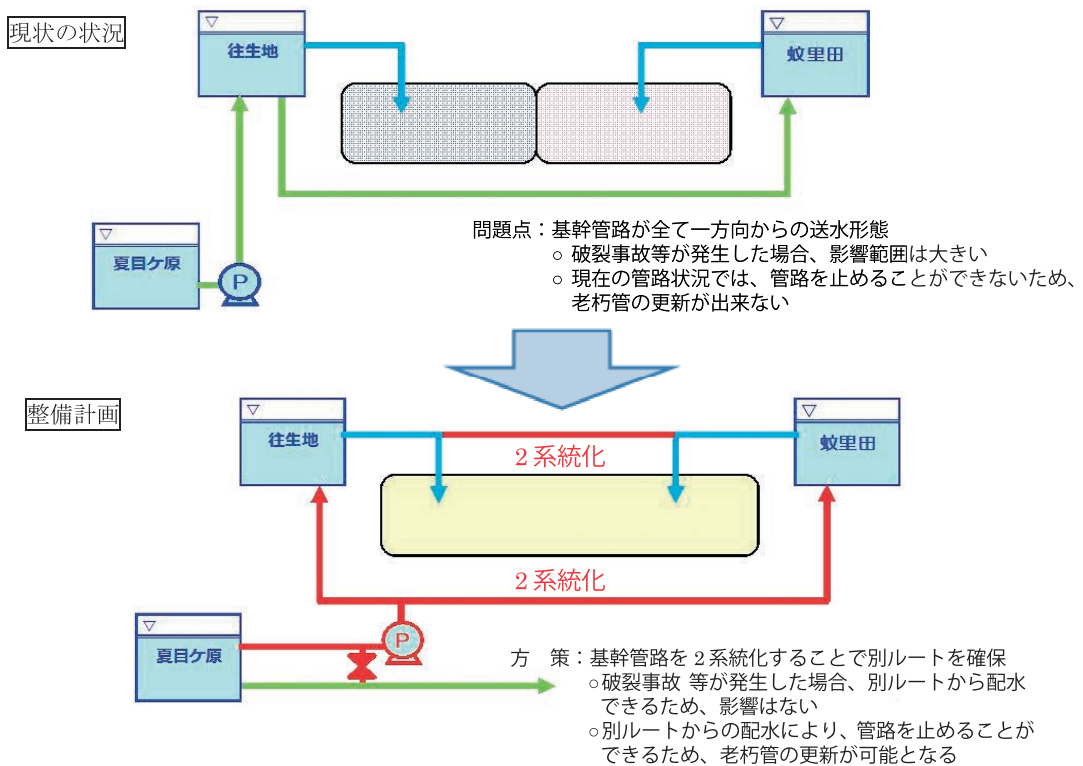 現状の状況
▽
往生地
▽
蚊里田
▽
夏目ケ原
P
問題点：基幹管路が全て一方向からの送水形態
○ 破裂事故等が発生した場合、影響範囲は大きい
○ 現在の管路状況では、管路を止めることができないため、
老朽管の更新が出来ない
整備計画
▽
往生地
▽
蚊里田
２系統化
２系統化
▽
夏目ケ原
P
方　策：基幹管路を２系統化することで別ルートを確保
○破裂事故 等が発生した場合、別ルートから配水
できるため、影響はない
○別ルートからの配水により、管路を止めることが
できるため、老朽管の更新が可能となる